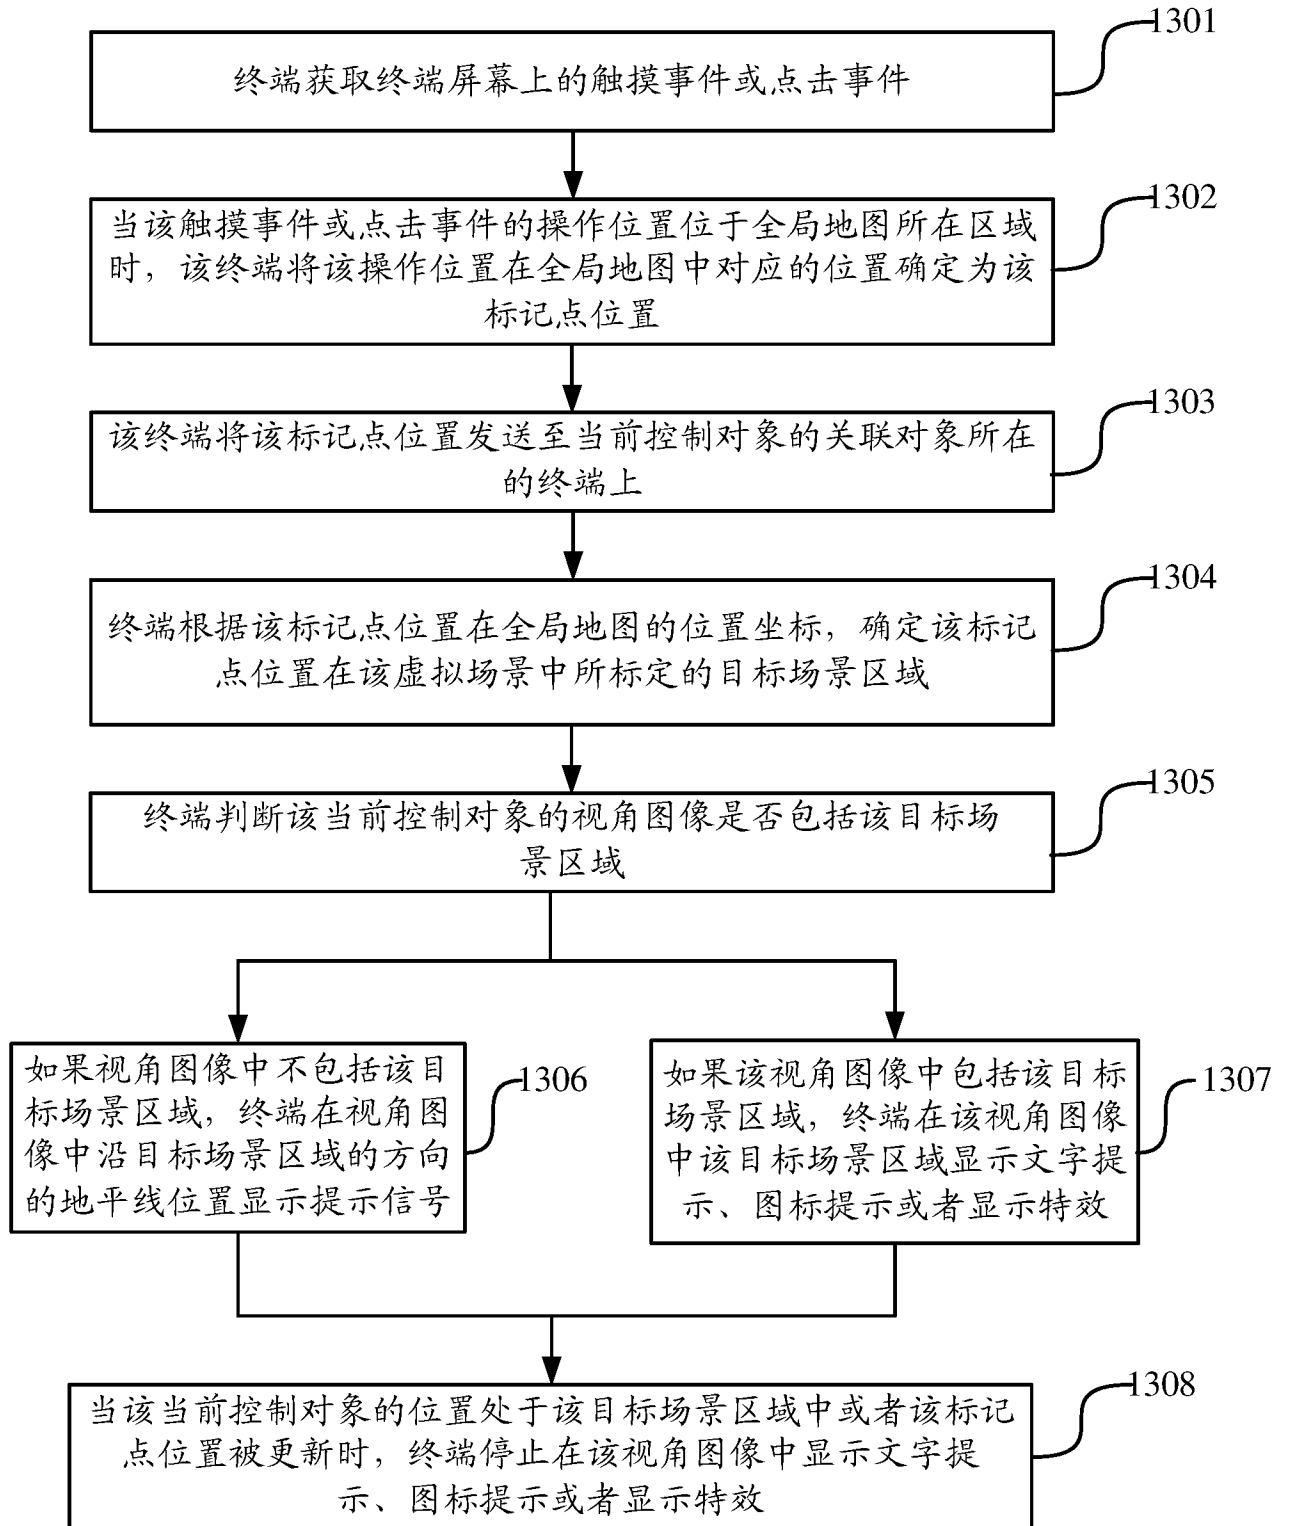 1301
终端获取终端屏幕上的触摸事件或点击事件
1302
当该触摸事件或点击事件的操作位置位于全局地图所在区域
时，该终端将该操作位置在全局地图中对应的位置确定为该
标记点位置
1303
该终端将该标记点位置发送至当前控制对象的关联对象所在
的终端上
1304
终端根据该标记点位置在全局地图的位置坐标，确定该标记
点位置在该虚拟场景中所标定的目标场景区域
1305
终端判断该当前控制对象的视角图像是否包括该目标场
景区域
1306
如果视角图像中不包括该目
标场景区域，终端在视角图
像中沿目标场景区域的方向
的地平线位置显示提示信号
1307
如果该视角图像中包括该目标
场景区域，终端在该视角图像
中该目标场景区域显示文字提
示、图标提示或者显示特效
1308
当该当前控制对象的位置处于该目标场景区域中或者该标记
点位置被更新时，终端停止在该视角图像中显示文字提
示、图标提示或者显示特效